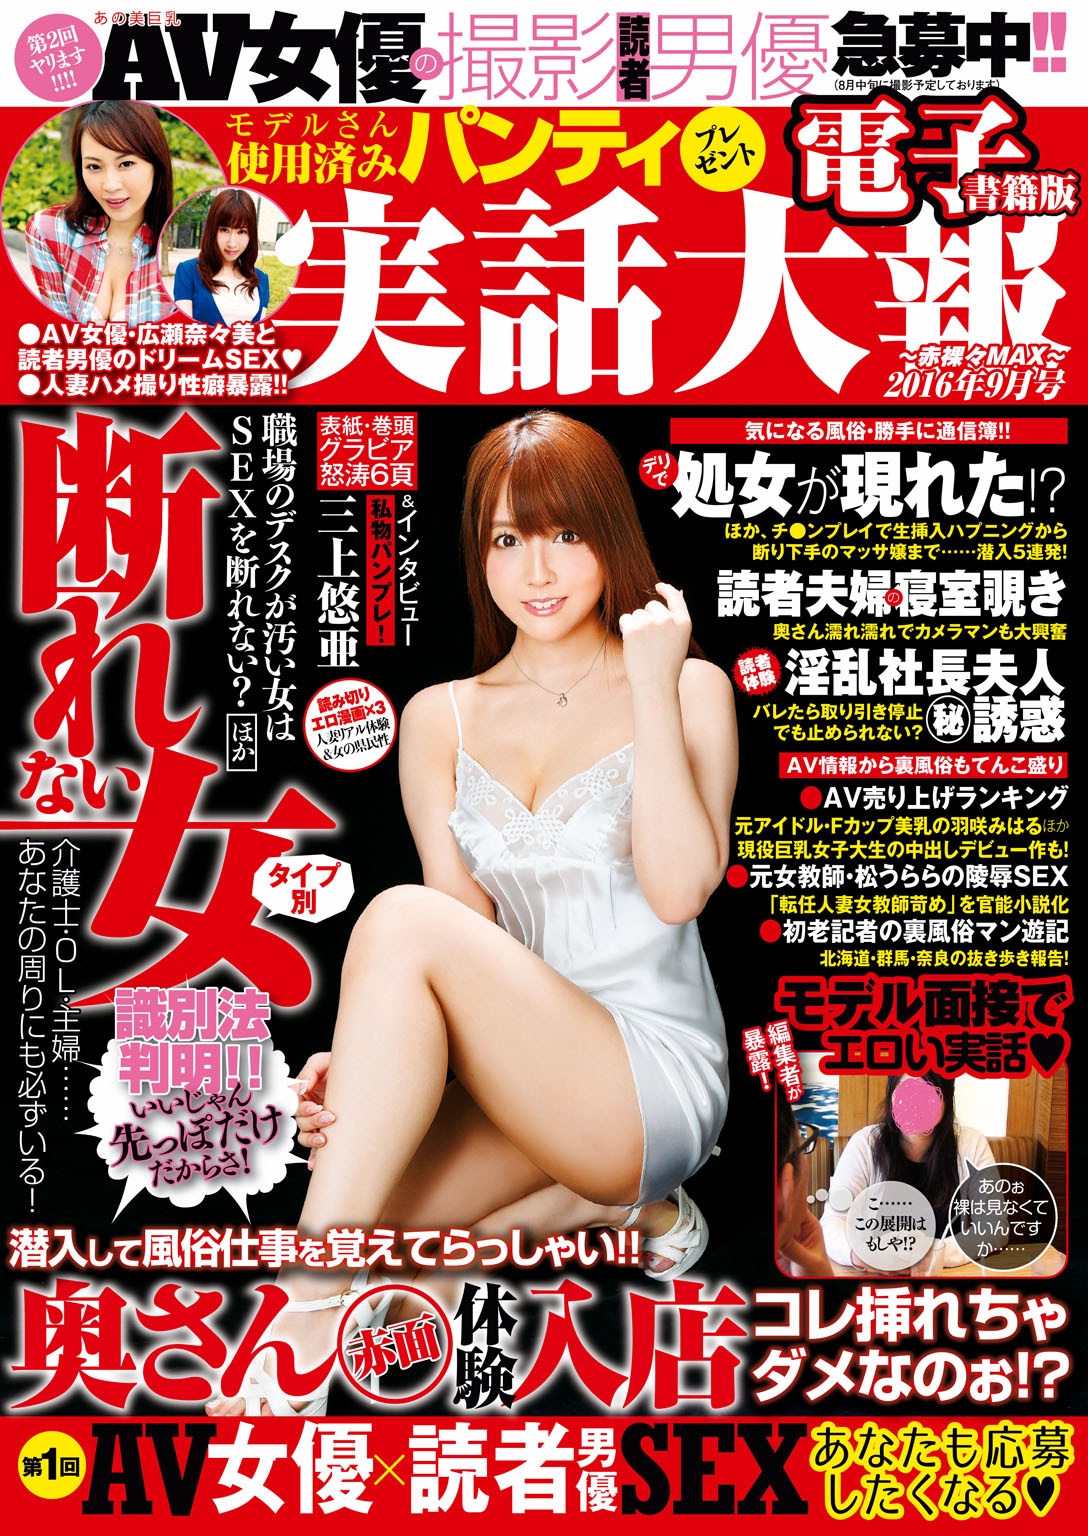 第2回
ヤります
!!!!
あの美巨乳
AV女優の撮影読者男優急募中!!
(8月中旬に撮影予定しております)
モデルさん
使用済みパンティ
プレ
ゼント
電子
書籍版
実話大報
～赤裸々MAX～
2016年9月号
●AV女優・広瀬奈々美と
読者男優のドリームSEX♥
●人妻ハメ撮り性癖暴露!!
断れない女
タイプ
別
職場のデスクが汚い女は
SEXを断れない?ほか
表紙・巻頭
グラビア
怒涛6頁
&インタビュー
私物パンプレ!
三上悠亜
読み切り
エロ漫画×3
人妻リアル体験
&女の県民性
介護士・OL・主婦……
あなたの周りにも必ずいる!
識別法
判明!!
いいじゃん
先っぽだけ
だからさ!
気になる風俗・勝手に通信簿!!
デリで
処女が現れた!?
ほか、チ●ンプレイで生挿入ハプニングから
断り下手のマッサ嬢まで……潜入5連発!
読者夫婦の寝室覗き
奥さん濡れ濡れでカメラマンも大興奮
読者
体験
淫乱社長夫人
バレたら取り引き停止
でも止められない?
㊙誘惑
AV情報から裏風俗もてんこ盛り
●AV売り上げランキング
元アイドル・Fカップ美乳の羽咲みはるほか
現役巨乳女子大生の中出しデビュー作も!
●元女教師・松うららの陵辱SEX
「転任人妻女教師苛め」を官能小説化
●初老記者の裏風俗マン遊記
北海道・群馬・奈良の抜き歩き報告!
モデル面接で
エロい実話♥
編集者が
暴露!
あのぉ
裸は見なくて
いいんです
か……
こ……
この展開は
もしや!?
潜入して風俗仕事を覚えてらっしゃい!!
奥さん赤面体験入店
コレ挿れちゃ
ダメなのぉ!?
第1回
AV女優×読者男優SEX
あなたも応募
したくなる♥